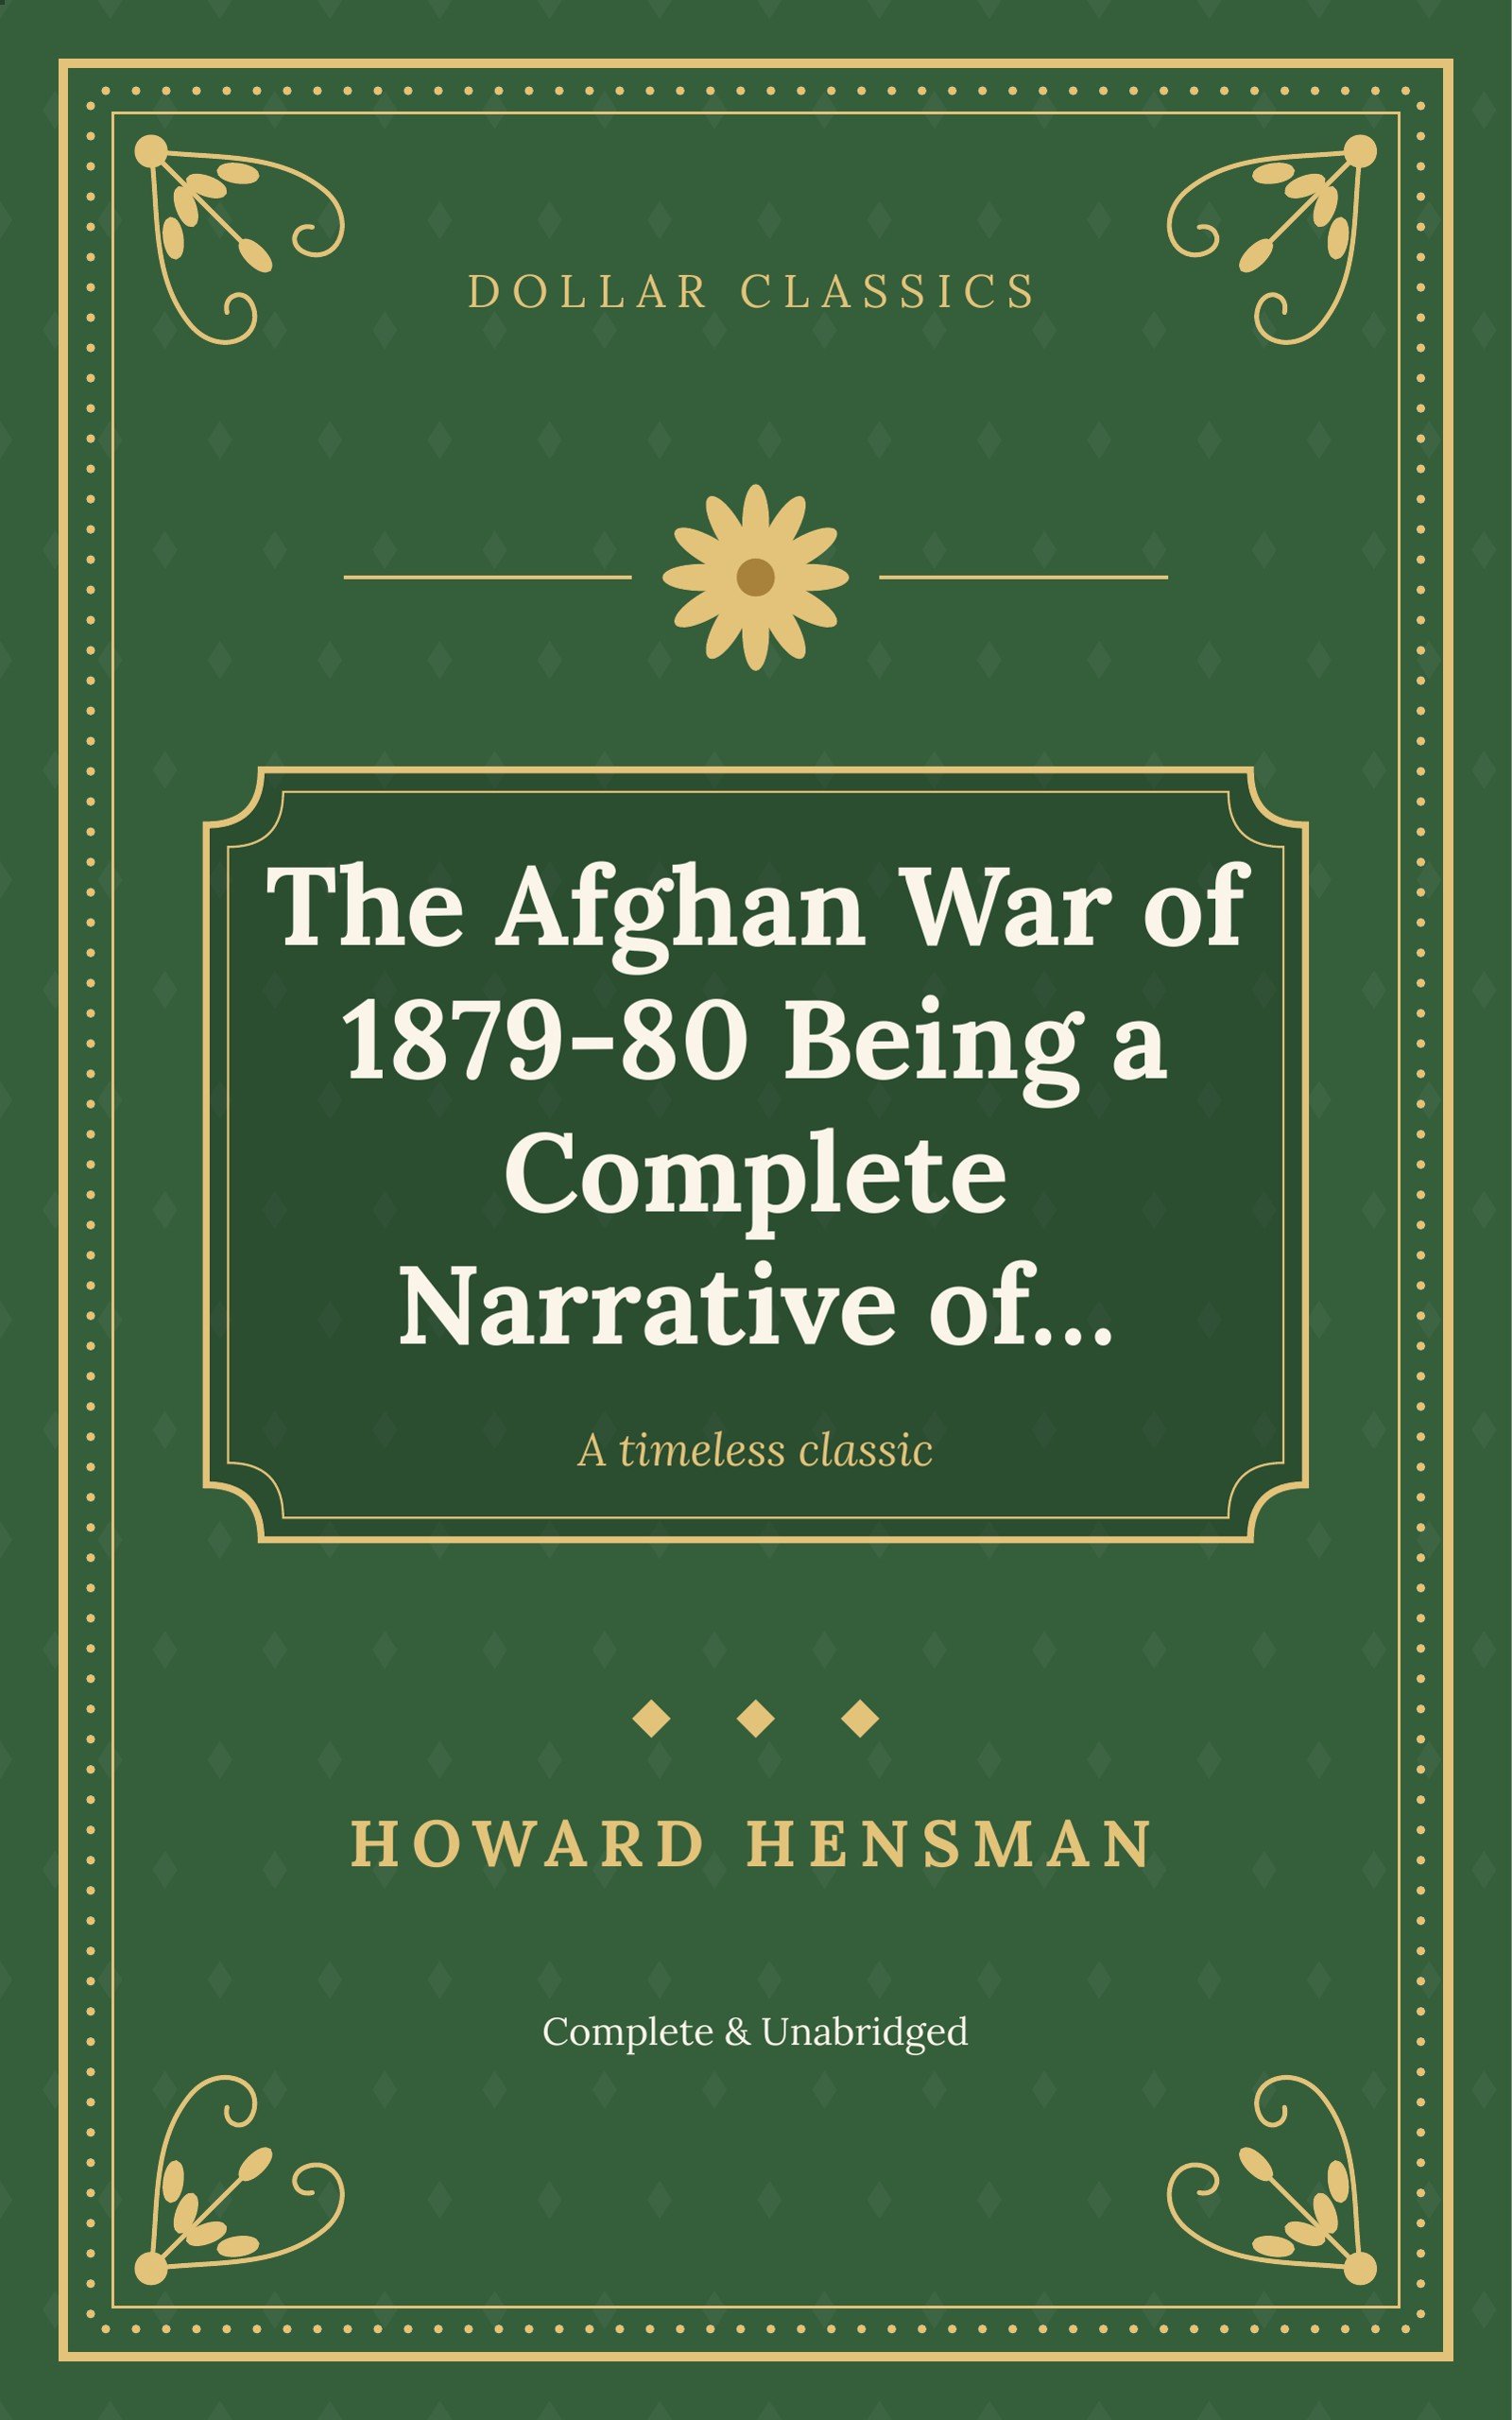 DOLLAR CLASSICS
The Afghan War of
1879-80 Being a
Complete
Narrative of...
A timeless classic
HOWARD HENSMAN
Complete & Unabridged